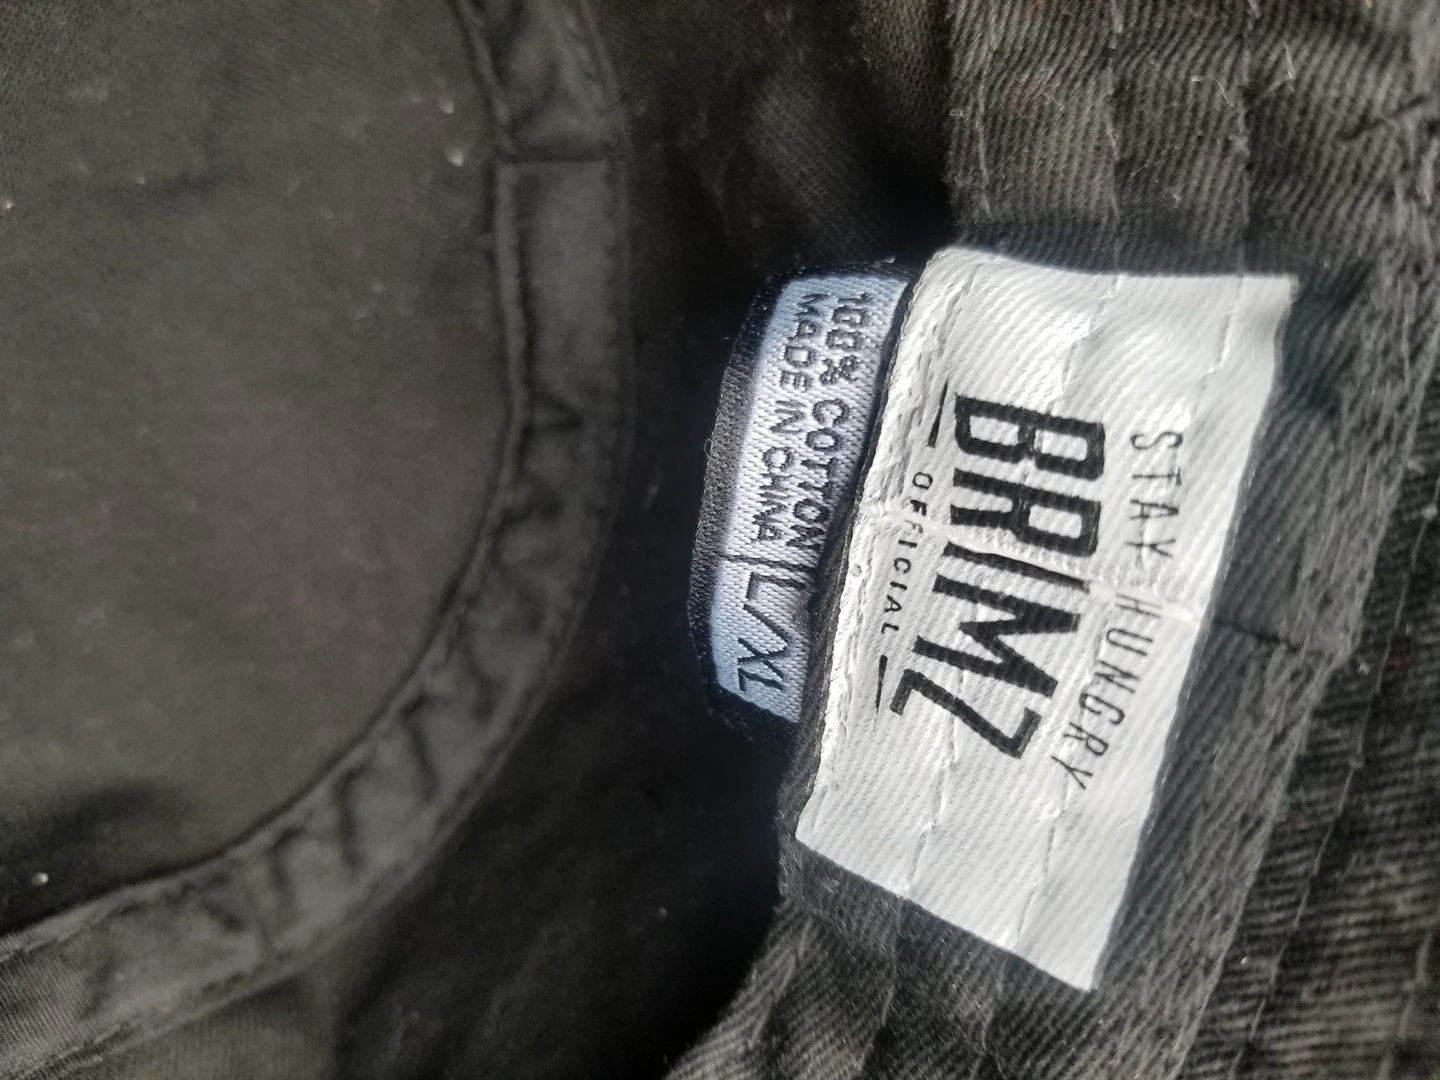 STAY HUNGRY
BRIMZ
OFFICIAL
100% COTTON
MADE IN CHINA
L/XL